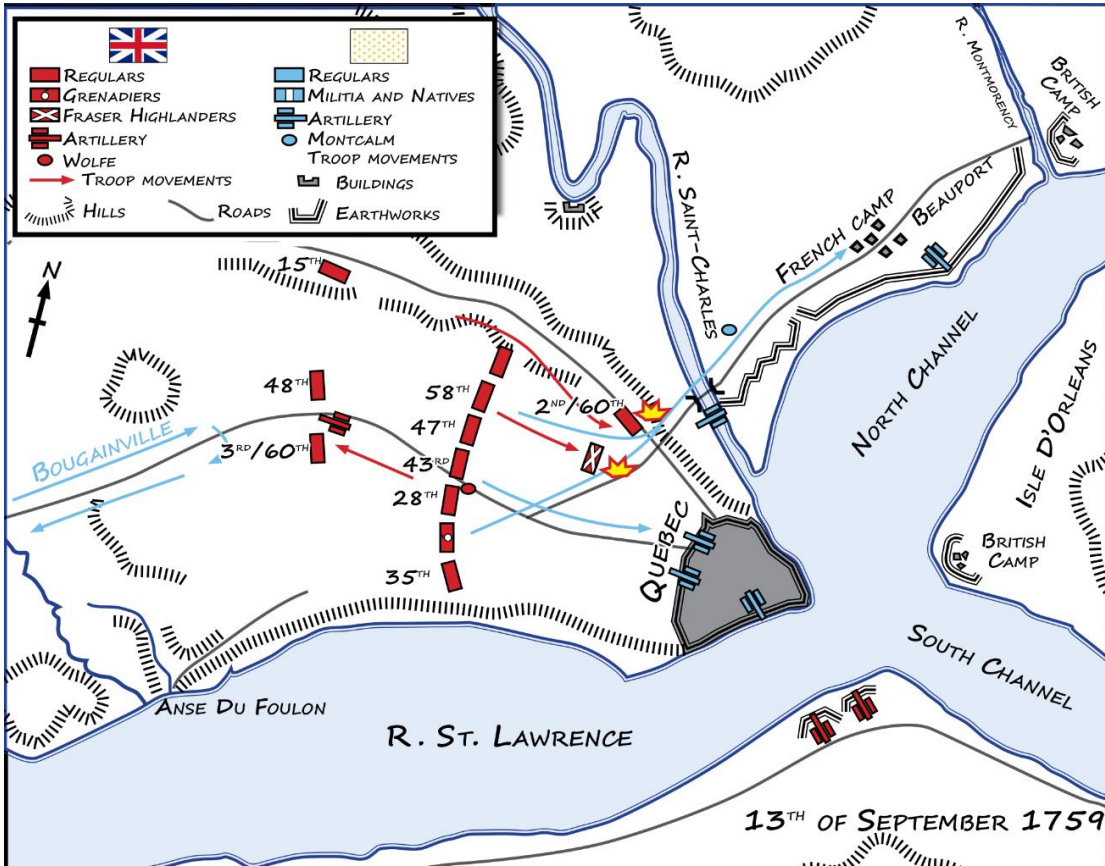 Regulars
Grenadiers
Fraser Highlanders
Artillery
Wolfe
Troop movements
Regulars
Militia and Natives
Artillery
Montcalm
Troop movements
Buildings
Hills
Roads
Earthworks
R. Montmorency
British Camp
Beauport
French camp
R. Saint-Charles
N
15TH
48TH
3RD/60TH
Bougainville
58TH
47TH
43RD
28TH
35TH
2ND/60TH
Quebec
North Channel
Isle d'Orleans
British Camp
South Channel
Anse Du Foulon
R. St. Lawrence
13TH of September 1759